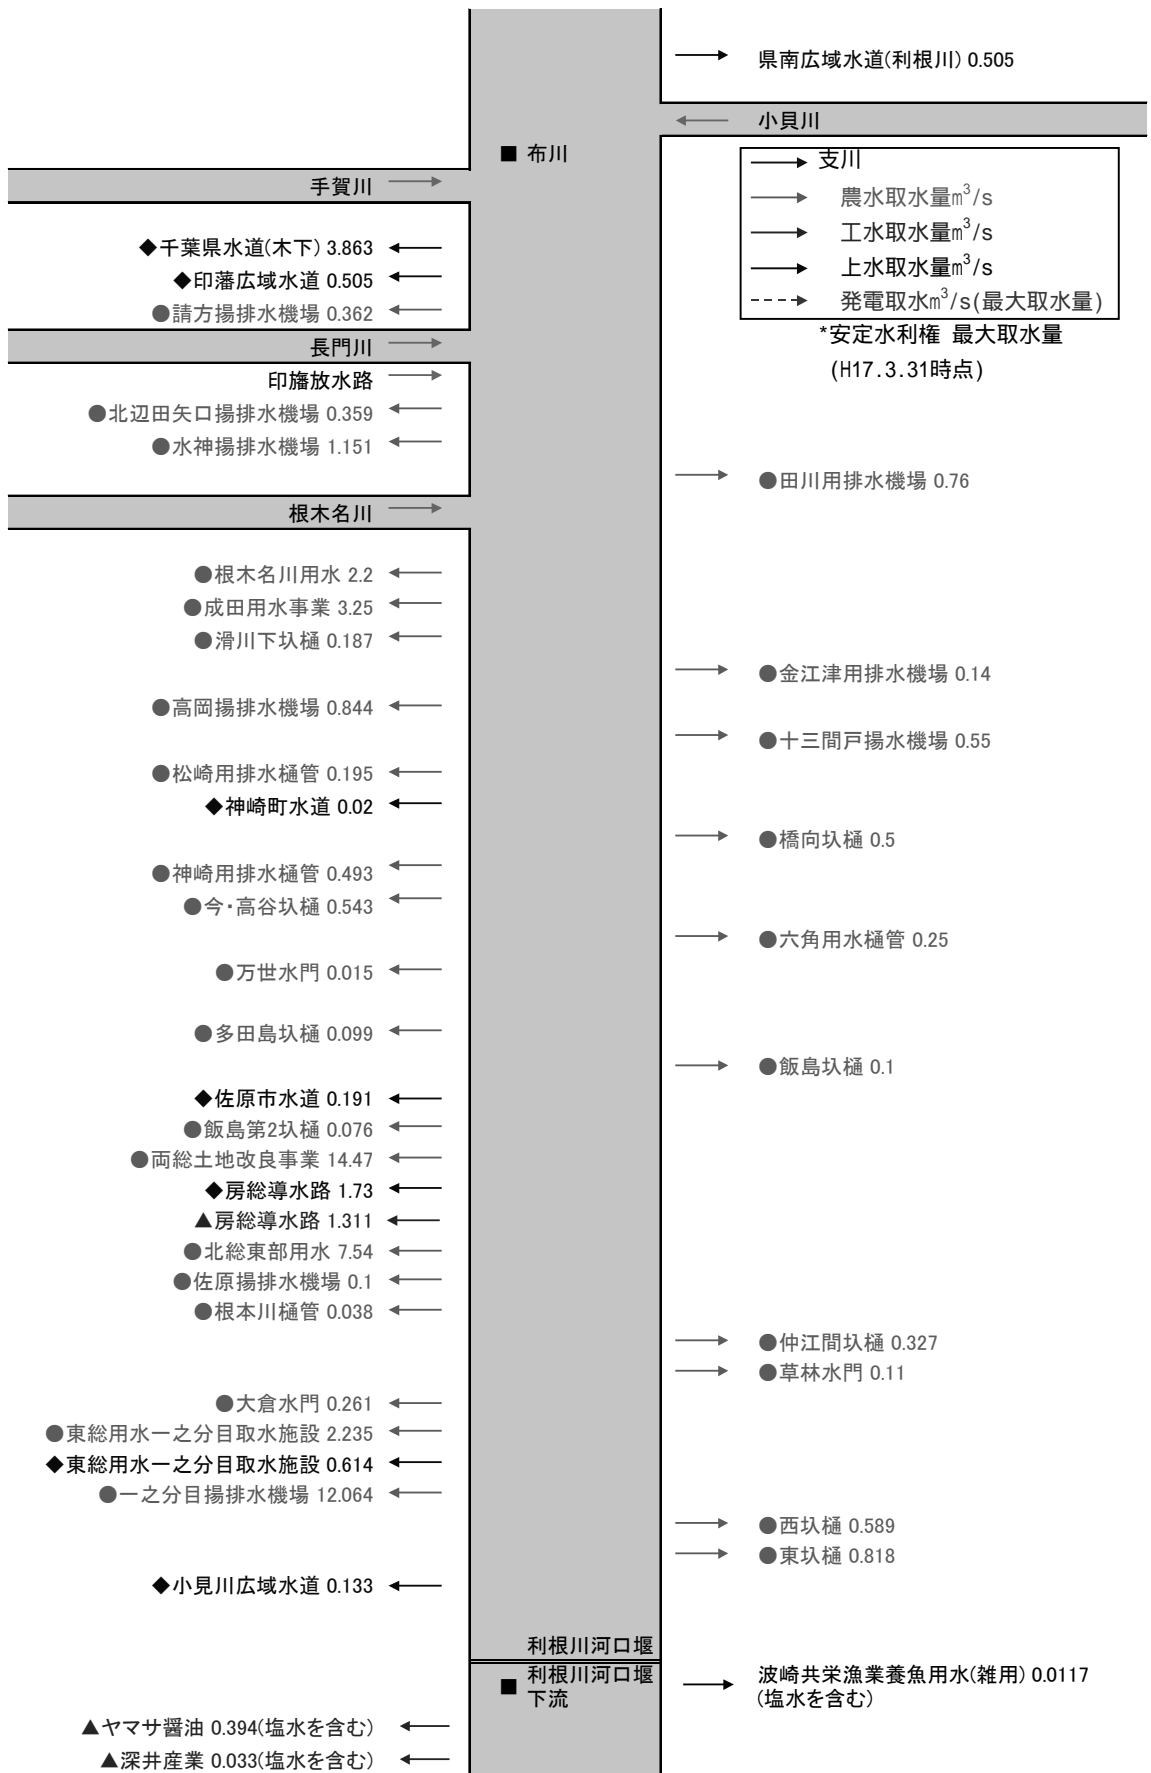 県南広域水道(利根川) 0.505
小貝川
■ 布川
支川
手賀川
農水取水量m³/s
工水取水量m³/s
◆千葉県水道(木下) 3.863
上水取水量m³/s
◆印藩広域水道 0.505
発電取水m³/s(最大取水量)
●請方揚排水機場 0.362
*安定水利権 最大取水量
長門川
(H17.3.31時点)
印旛放水路
●北辺田矢口揚排水機場 0.359
●水神揚排水機場 1.151
●田川用排水機場 0.76
根木名川
●根木名川用水 2.2
●成田用水事業 3.25
●滑川下圦樋 0.187
●金江津用排水機場 0.14
●高岡揚排水機場 0.844
●十三間戸揚水機場 0.55
●松崎用排水樋管 0.195
◆神崎町水道 0.02
●橋向圦樋 0.5
●神崎用排水樋管 0.493
●今・高谷圦樋 0.543
●六角用水樋管 0.25
●万世水門 0.015
●多田島圦樋 0.099
●飯島圦樋 0.1
◆佐原市水道 0.191
●飯島第2圦樋 0.076
●両総土地改良事業 14.47
◆房総導水路 1.73
▲房総導水路 1.311
●北総東部用水 7.54
●佐原揚排水機場 0.1
●根本川樋管 0.038
●仲江間圦樋 0.327
●草林水門 0.11
●大倉水門 0.261
●東総用水一之分目取水施設 2.235
◆東総用水一之分目取水施設 0.614
●一之分目揚排水機場 12.064
●西圦樋 0.589
●東圦樋 0.818
◆小見川広域水道 0.133
利根川河口堰
■ 利根川河口堰
下流
波崎共栄漁業養魚用水(雑用) 0.0117
(塩水を含む)
▲ヤマサ醤油 0.394(塩水を含む)
▲深井産業 0.033(塩水を含む)